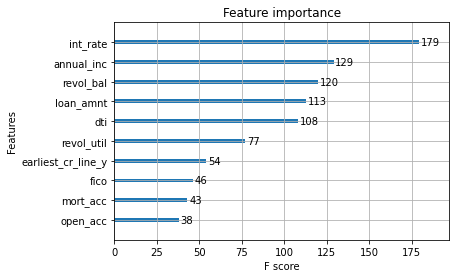 Feature importance
Features
int_rate 179
annual_inc 129
revol_bal 120
loan_amnt 113
dti 108
revol_util 77
earliest_cr_line_y 54
fico 46
mort_acc 43
open_acc 38
0 25 50 75 100 125 150 175
F score